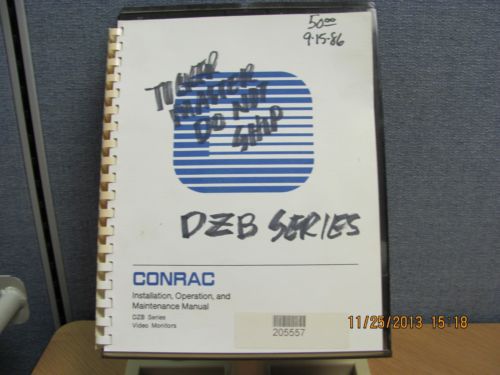 50.00
9-15-86
TUCKER
MASTER
DO NOT
SHIP
DZB SERIES
CONRAC
Installation, Operation, and
Maintenance Manual
DZB Series
Video Monitors
205557
11/25/2013 15:18